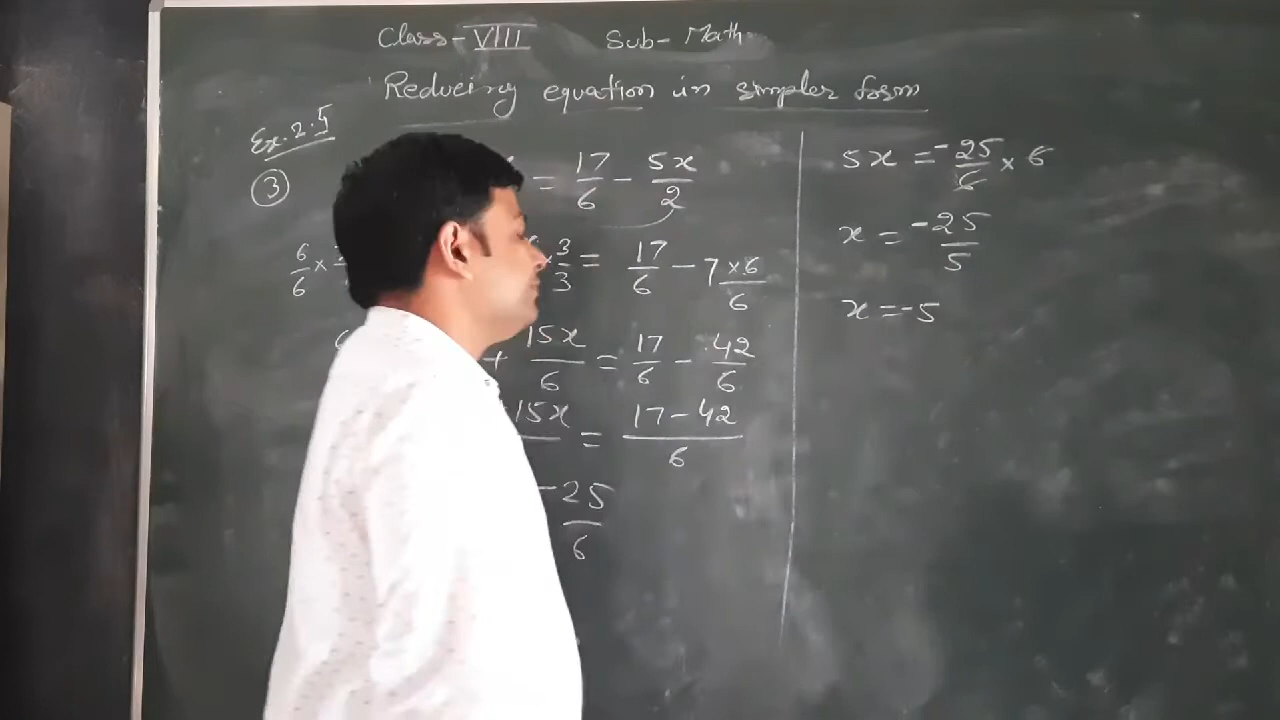 Class-VIII Sub-Math
Reducing equation in simpler form
Ex.2.5
3
= 17/6 - 5x/2
6/6 × × 3/3 = 17/6 - 7×6/6
+ 15x/6 = 17/6 - 42/6
15x = 17-42/6
-25/6
5x = -25/6 × 6
x = -25/5
x = -5